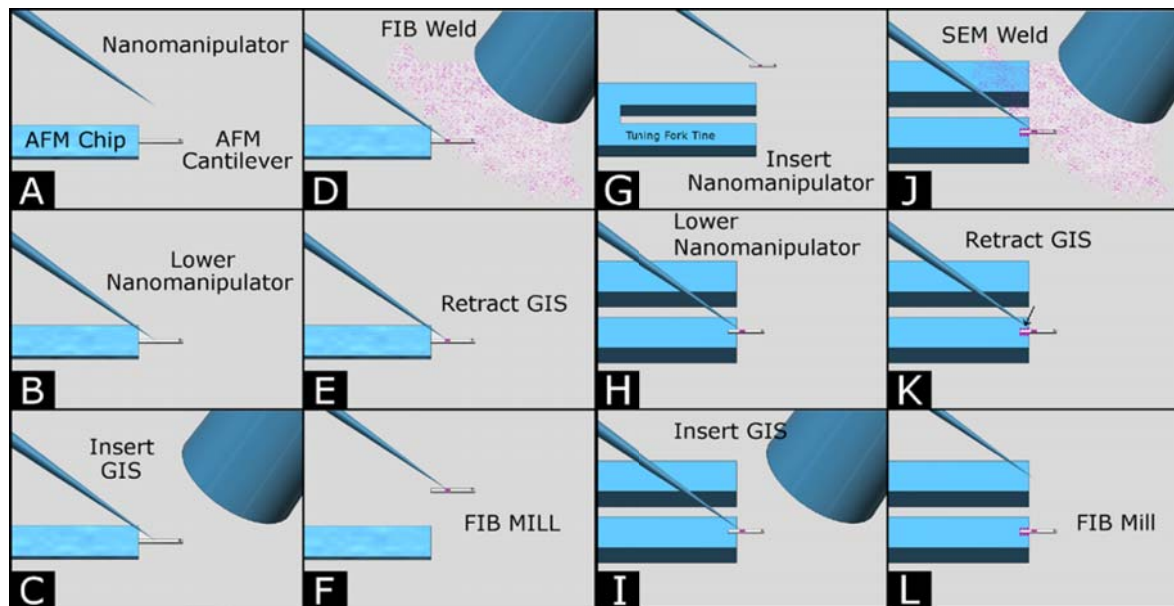 Nanomanipulator
AFM Chip
AFM
Cantilever
A
FIB Weld
D
Tuning Fork Tine
Insert
Nanomanipulator
G
SEM Weld
J
Lower
Nanomanipulator
B
Retract GIS
E
Lower
Nanomanipulator
H
Retract GIS
K
Insert
GIS
C
FIB MILL
F
Insert GIS
I
FIB Mill
L